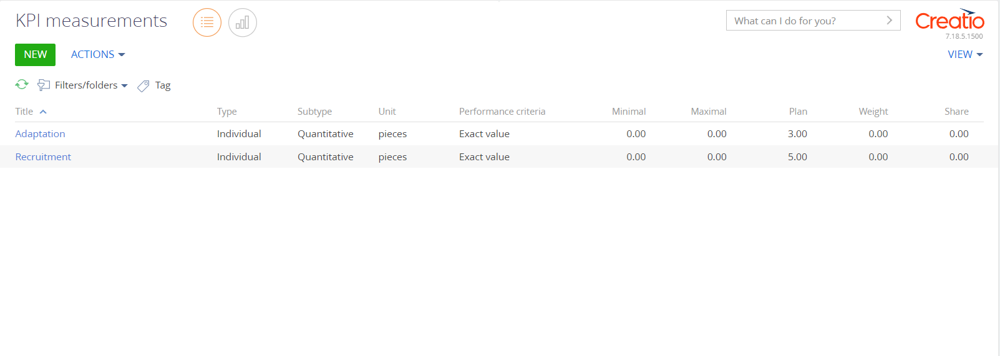 KPI measurements
What can I do for you?
Creatio
7.18.5.1500
NEW ACTIONS VIEW
Filters/folders Tag
Title Type Subtype Unit Performance criteria Minimal Maximal Plan Weight Share
Adaptation Individual Quantitative pieces Exact value 0.00 0.00 3.00 0.00 0.00
Recruitment Individual Quantitative pieces Exact value 0.00 0.00 5.00 0.00 0.00